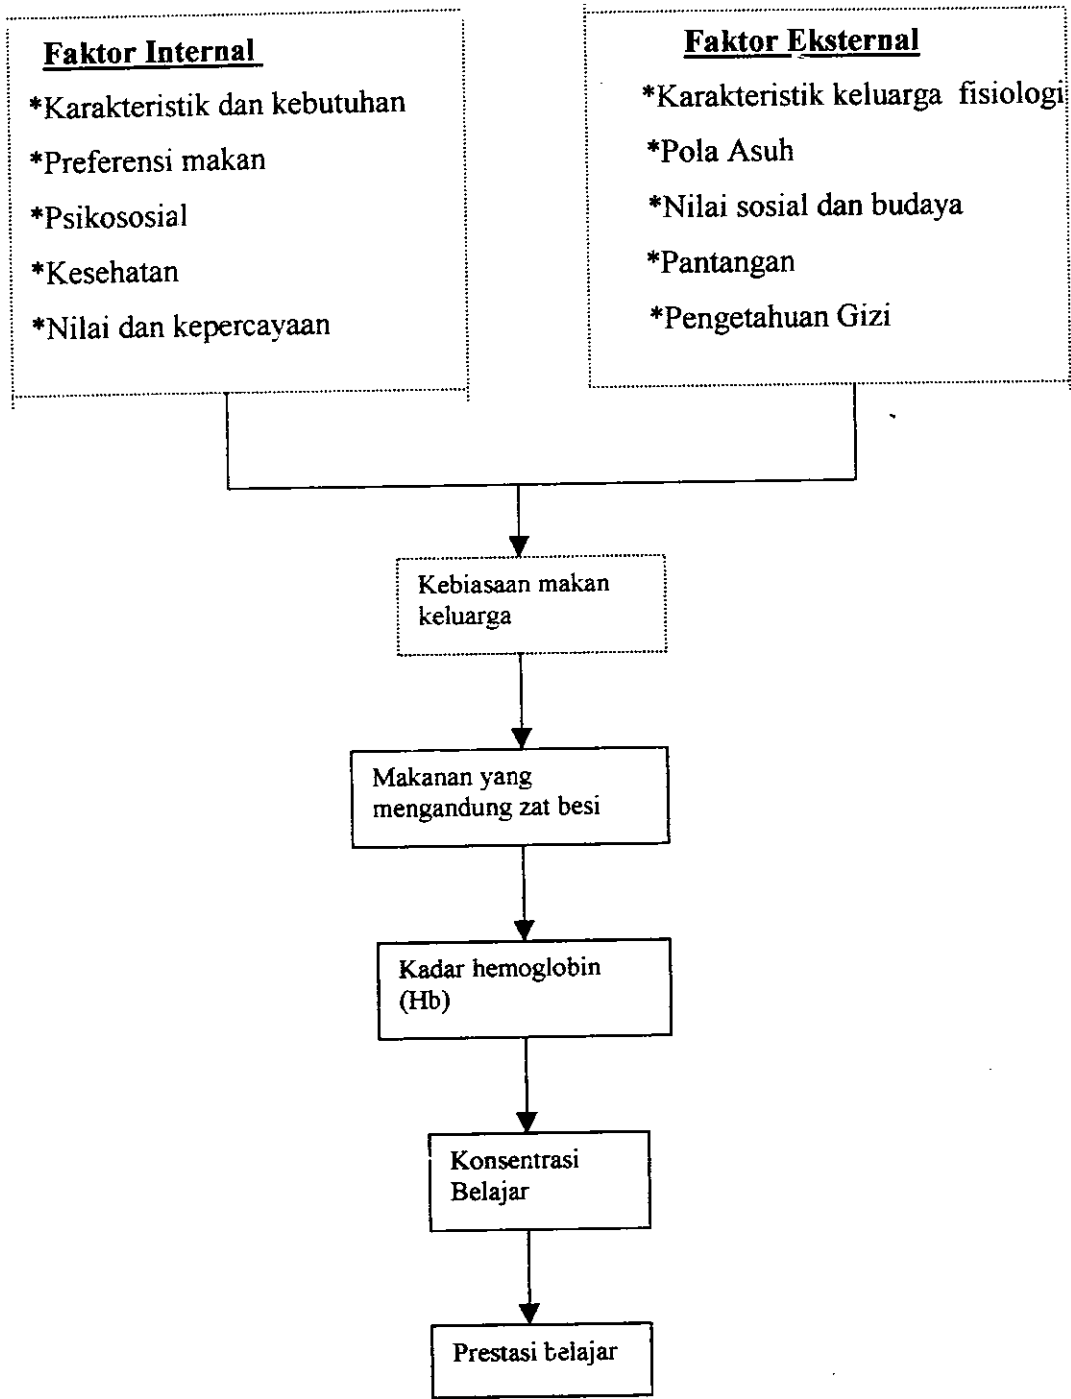 Faktor Internal
*Karakteristik dan kebutuhan
*Preferensi makan
*Psikososial
*Kesehatan
*Nilai dan kepercayaan
Faktor Eksternal
*Karakteristik keluarga fisiologi
*Pola Asuh
*Nilai sosial dan budaya
*Pantangan
*Pengetahuan Gizi
Kebiasaan makan
keluarga
Makanan yang
mengandung zat besi
Kadar hemoglobin
(Hb)
Konsentrasi
Belajar
Prestasi belajar